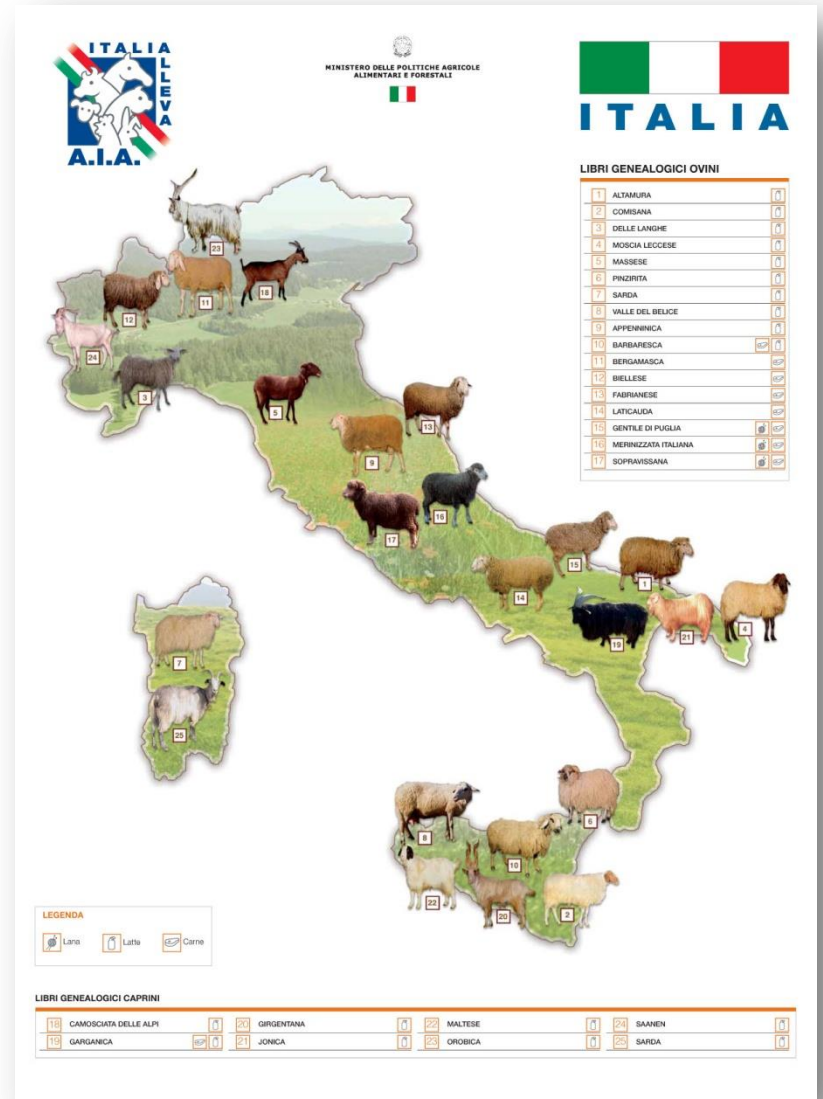 ITALIA
ALLEVA
A.I.A.
MINISTERO DELLE POLITICHE AGRICOLE
ALIMENTARI E FORESTALI
ITALIA
LIBRI GENEALOGICI OVINI
1 ALTAMURA
2 COMISANA
3 DELLE LANGHE
4 MOSCIA LECCESE
5 MASSESE
6 PINZIRITA
7 SARDA
8 VALLE DEL BELICE
9 APPENNINICA
10 BARBARESCA
11 BERGAMASCA
12 BIELLESE
13 FABRIANESE
14 LATICAUDA
15 GENTILE DI PUGLIA
16 MERINIZZATA ITALIANA
17 SOPRAVISSANA
23
11
18
12
24
3
5
13
9
16
17
15
1
14
4
19
21
7
25
6
8
10
22
20
2
LEGENDA
Lana Latte Carne
LIBRI GENEALOGICI CAPRINI
18 CAMOSCIATA DELLE ALPI 20 GIRGENTANA 22 MALTESE 24 SAANEN
19 GARGANICA 21 JONICA 23 OROBICA 25 SARDA